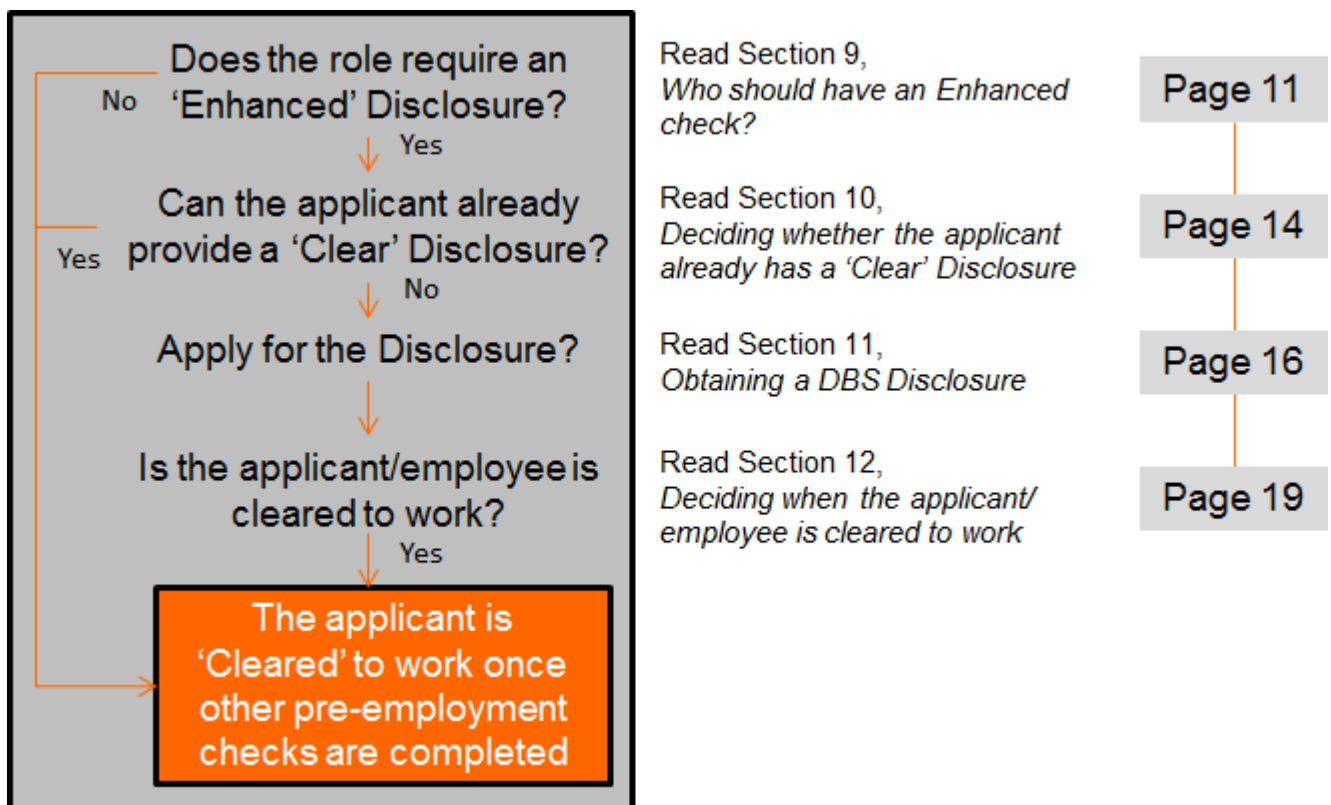 Does the role require an
‘Enhanced’ Disclosure?
No
Yes
Can the applicant already
provide a ‘Clear’ Disclosure?
Yes
No
Apply for the Disclosure?
Is the applicant/employee is
cleared to work?
Yes
The applicant is
‘Cleared’ to work once
other pre-employment
checks are completed
Read Section 9,
Who should have an Enhanced
check?
Page 11
Read Section 10,
Deciding whether the applicant
already has a ‘Clear’ Disclosure
Page 14
Read Section 11,
Obtaining a DBS Disclosure
Page 16
Read Section 12,
Deciding when the applicant/
employee is cleared to work
Page 19